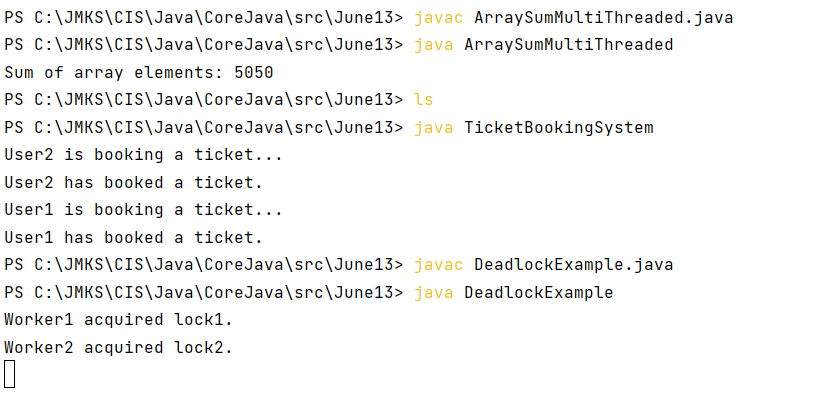 PS C:\JMKS\CIS\Java\CoreJava\src\June13> javac ArraySumMultiThreaded.java
PS C:\JMKS\CIS\Java\CoreJava\src\June13> java ArraySumMultiThreaded
Sum of array elements: 5050
PS C:\JMKS\CIS\Java\CoreJava\src\June13> ls
PS C:\JMKS\CIS\Java\CoreJava\src\June13> java TicketBookingSystem
User2 is booking a ticket...
User2 has booked a ticket.
User1 is booking a ticket...
User1 has booked a ticket.
PS C:\JMKS\CIS\Java\CoreJava\src\June13> javac DeadlockExample.java
PS C:\JMKS\CIS\Java\CoreJava\src\June13> java DeadlockExample
Worker1 acquired lock1.
Worker2 acquired lock2.